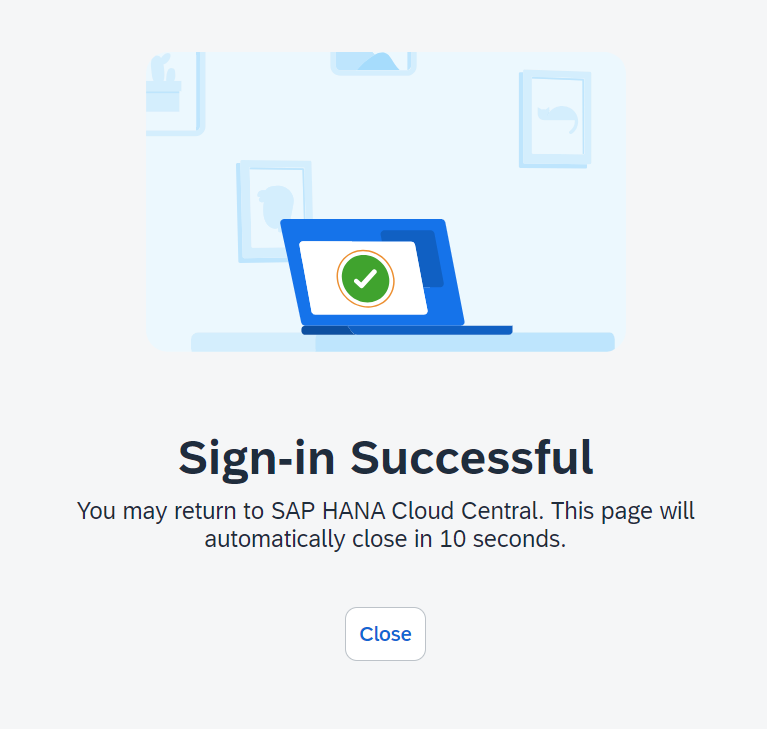 Sign-in Successful
You may return to SAP HANA Cloud Central. This page will
automatically close in 10 seconds.
Close